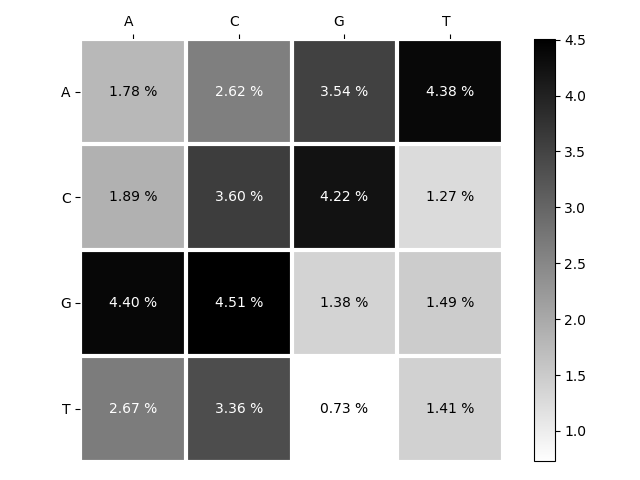 A C G T
4.5
A 1.78 % 2.62 % 3.54 % 4.38 %
4.0
3.5
C 1.89 % 3.60 % 4.22 % 1.27 %
3.0
2.5
G 4.40 % 4.51 % 1.38 % 1.49 %
2.0
1.5
T 2.67 % 3.36 % 0.73 % 1.41 %
1.0